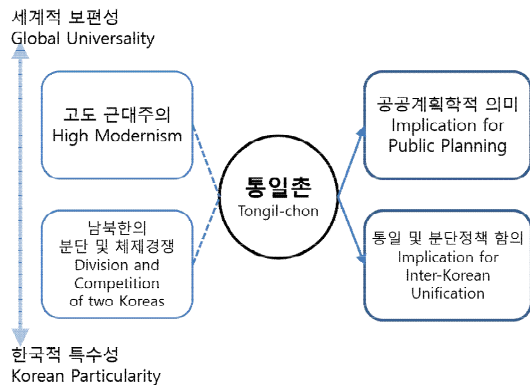 세계적 보편성
Global Universality
고도 근대주의
High Modernism
남북한의
분단 및 체제경쟁
Division and
Competition
of two Koreas
통일촌
Tongil-chon
공공계획학적 의미
Implication for
Public Planning
통일 및 분단정책 함의
Implication for
Inter-Korean
Unification
한국적 특수성
Korean Particularity